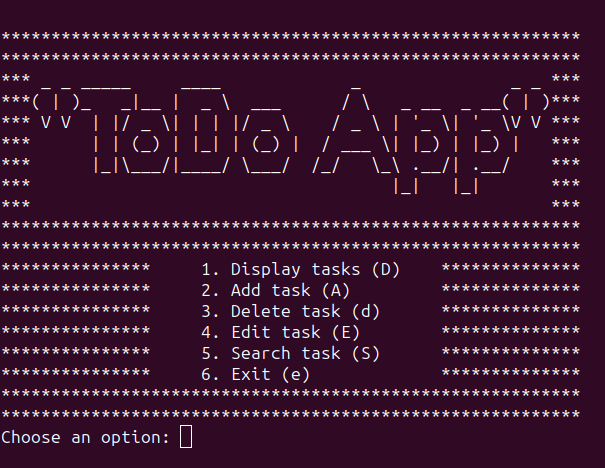 "ToDo App"
1. Display tasks (D)
2. Add task (A)
3. Delete task (d)
4. Edit task (E)
5. Search task (S)
6. Exit (e)
Choose an option: